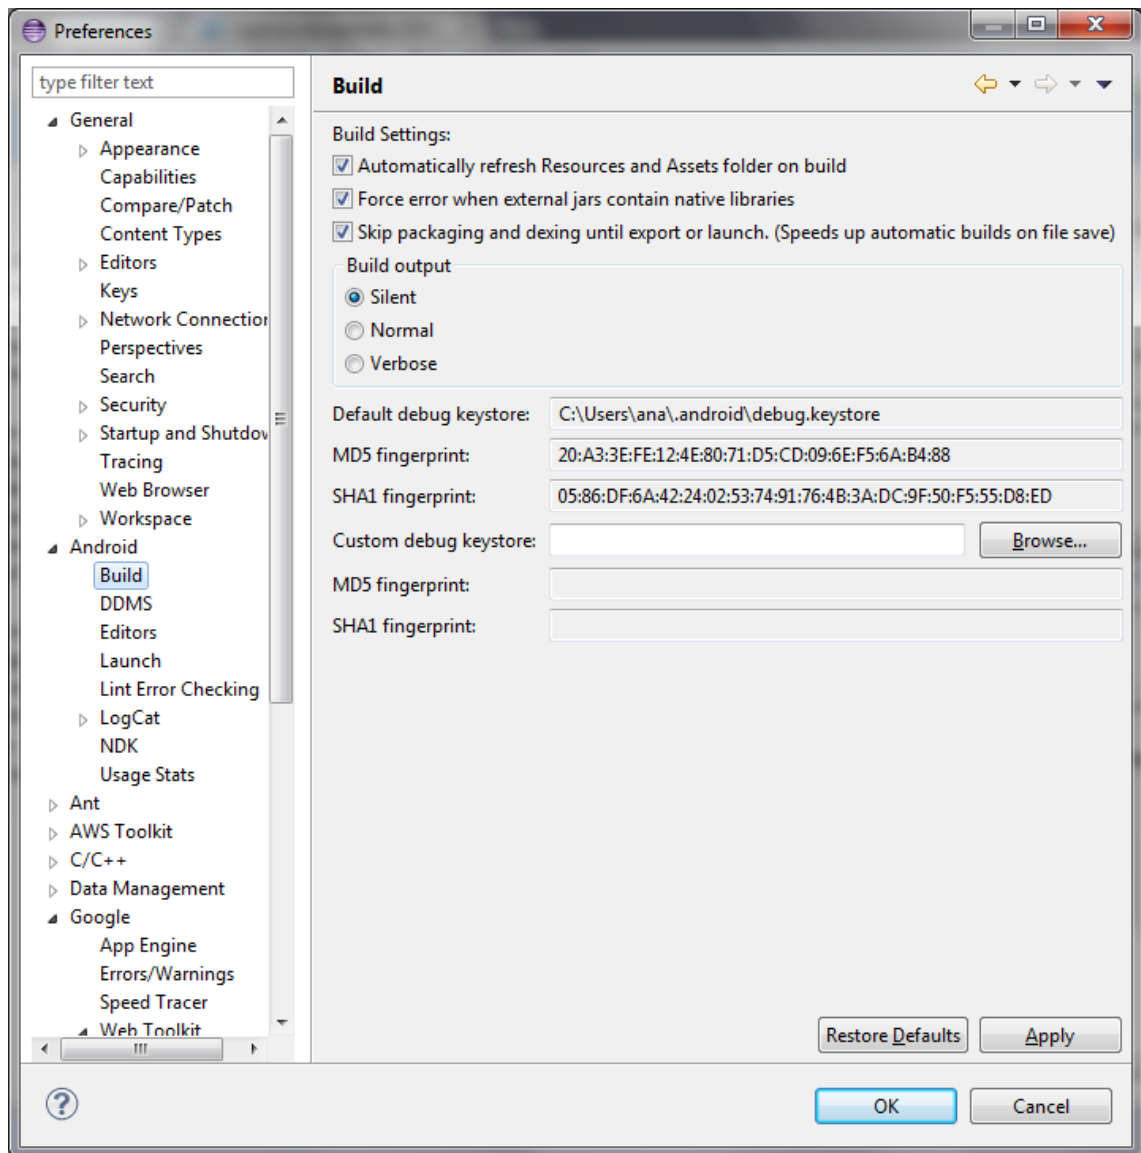 Preferences
type filter text
General
Appearance
Capabilities
Compare/Patch
Content Types
Editors
Keys
Network Connection
Perspectives
Search
Security
Startup and Shutdow
Tracing
Web Browser
Workspace
Android
Build
DDMS
Editors
Launch
Lint Error Checking
LogCat
NDK
Usage Stats
Ant
AWS Toolkit
C/C++
Data Management
Google
App Engine
Errors/Warnings
Speed Tracer
Web Toolkit
Build
Build Settings:
Automatically refresh Resources and Assets folder on build
Force error when external jars contain native libraries
Skip packaging and dexing until export or launch. (Speeds up automatic builds on file save)
Build output
Silent
Normal
Verbose
Default debug keystore: C:\Users\ana\.android\debug.keystore
MD5 fingerprint: 20:A3:3E:FE:12:4E:80:71:D5:CD:09:6E:F5:6A:B4:88
SHA1 fingerprint: 05:86:DF:6A:42:24:02:53:74:91:76:4B:3A:DC:9F:50:F5:55:D8:ED
Custom debug keystore: Browse...
MD5 fingerprint:
SHA1 fingerprint:
Restore Defaults Apply
OK Cancel